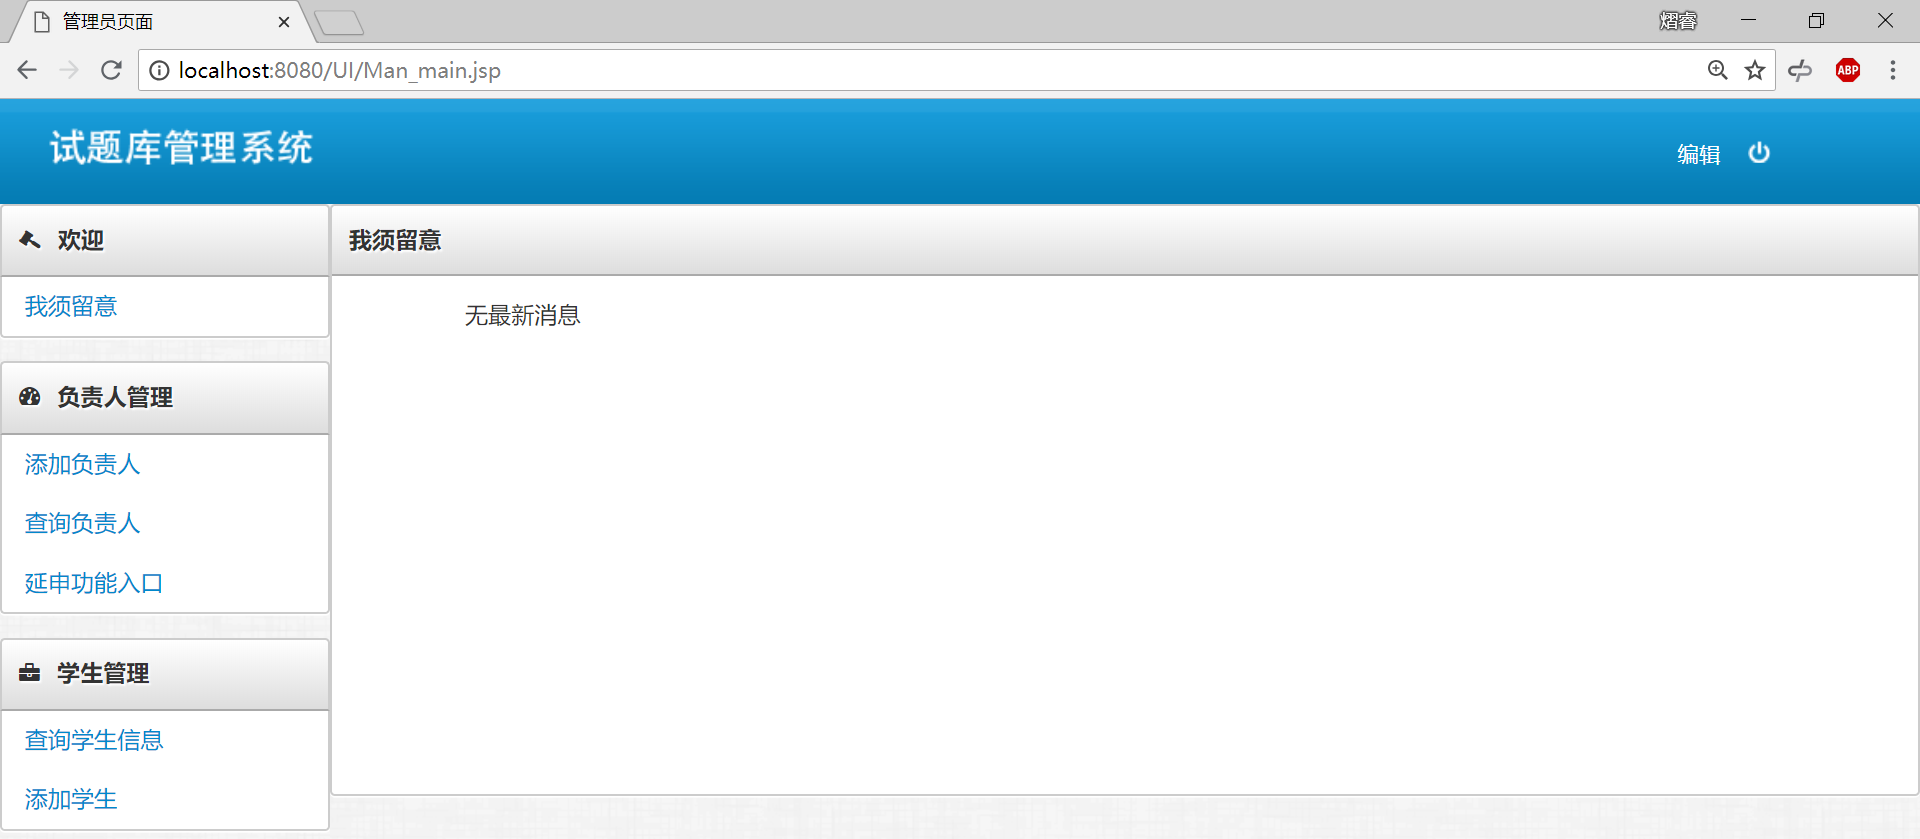 管理员页面
熠睿
localhost:8080/UI/Man_main.jsp
ABP
试题库管理系统
编辑
欢迎
我须留意
负责人管理
添加负责人
查询负责人
延申功能入口
学生管理
查询学生信息
添加学生
我须留意
无最新消息